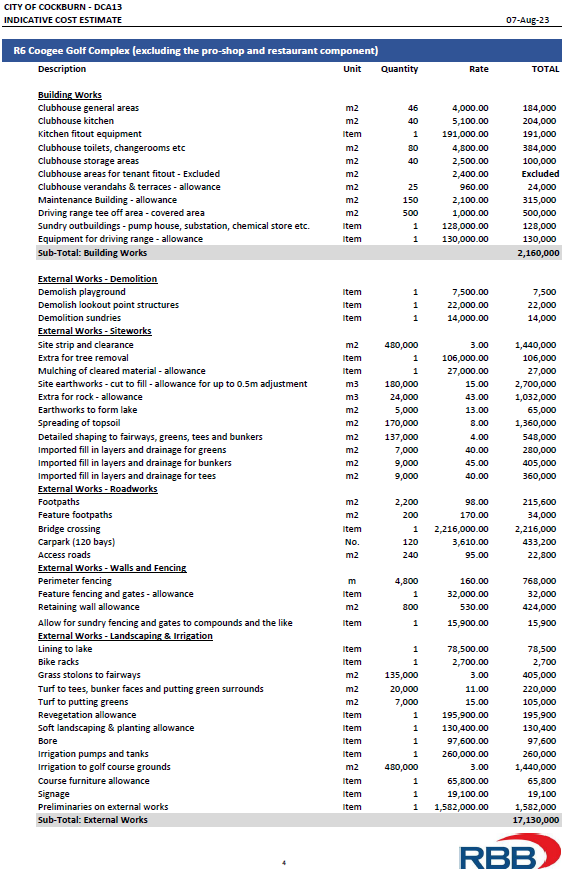 CITY OF COCKBURN - DCA13
INDICATIVE COST ESTIMATE 07-Aug-23
R6 Coogee Golf Complex (excluding the pro-shop and restaurant component)
Description Unit Quantity Rate TOTAL
Building Works
Clubhouse general areas m2 46 4,000.00 184,000
Clubhouse kitchen m2 40 5,100.00 204,000
Kitchen fitout equipment Item 1 191,000.00 191,000
Clubhouse toilets, changerooms etc m2 80 4,800.00 384,000
Clubhouse storage areas m2 40 2,500.00 100,000
Clubhouse areas for tenant fitout - Excluded m2 2,400.00 Excluded
Clubhouse verandahs & terraces - allowance m2 25 960.00 24,000
Maintenance Building - allowance m2 150 2,100.00 315,000
Driving range tee off area - covered area m2 500 1,000.00 500,000
Sundry outbuildings - pump house, substation, chemical store etc. Item 1 128,000.00 128,000
Equipment for driving range - allowance Item 1 130,000.00 130,000
Sub-Total: Building Works 2,160,000
External Works - Demolition
Demolish playground Item 1 7,500.00 7,500
Demolish lookout point structures Item 1 22,000.00 22,000
Demolition sundries Item 1 14,000.00 14,000
External Works - Siteworks
Site strip and clearance m2 480,000 3.00 1,440,000
Extra for tree removal Item 1 106,000.00 106,000
Mulching of cleared material - allowance Item 1 27,000.00 27,000
Site earthworks - cut to fill - allowance for up to 0.5m adjustment m3 180,000 15.00 2,700,000
Extra for rock - allowance m3 24,000 43.00 1,032,000
Earthworks to form lake m2 5,000 13.00 65,000
Spreading of topsoil m2 170,000 8.00 1,360,000
Detailed shaping to fairways, greens, tees and bunkers m2 137,000 4.00 548,000
Imported fill in layers and drainage for greens m2 7,000 40.00 280,000
Imported fill in layers and drainage for bunkers m2 9,000 45.00 405,000
Imported fill in layers and drainage for tees m2 9,000 40.00 360,000
External Works - Roadworks
Footpaths m2 2,200 98.00 215,600
Feature footpaths m2 200 170.00 34,000
Bridge crossing Item 1 2,216,000.00 2,216,000
Carpark (120 bays) No. 120 3,610.00 433,200
Access roads m2 240 95.00 22,800
External Works - Walls and Fencing
Perimeter fencing m 4,800 160.00 768,000
Feature fencing and gates - allowance Item 1 32,000.00 32,000
Retaining wall allowance m2 800 530.00 424,000
Allow for sundry fencing and gates to compounds and the like Item 1 15,900.00 15,900
External Works - Landscaping & Irrigation
Lining to lake Item 1 78,500.00 78,500
Bike racks Item 1 2,700.00 2,700
Grass stolons to fairways m2 135,000 3.00 405,000
Turf to tees, bunker faces and putting green surrounds m2 20,000 11.00 220,000
Turf to putting greens m2 7,000 15.00 105,000
Revegetation allowance Item 1 195,900.00 195,900
Soft landscaping & planting allowance Item 1 130,400.00 130,400
Bore Item 1 97,600.00 97,600
Irrigation pumps and tanks Item 1 260,000.00 260,000
Irrigation to golf course grounds m2 480,000 3.00 1,440,000
Course furniture allowance Item 1 65,800.00 65,800
Signage Item 1 19,100.00 19,100
Preliminaries on external works Item 1 1,582,000.00 1,582,000
Sub-Total: External Works 17,130,000
4
RBB